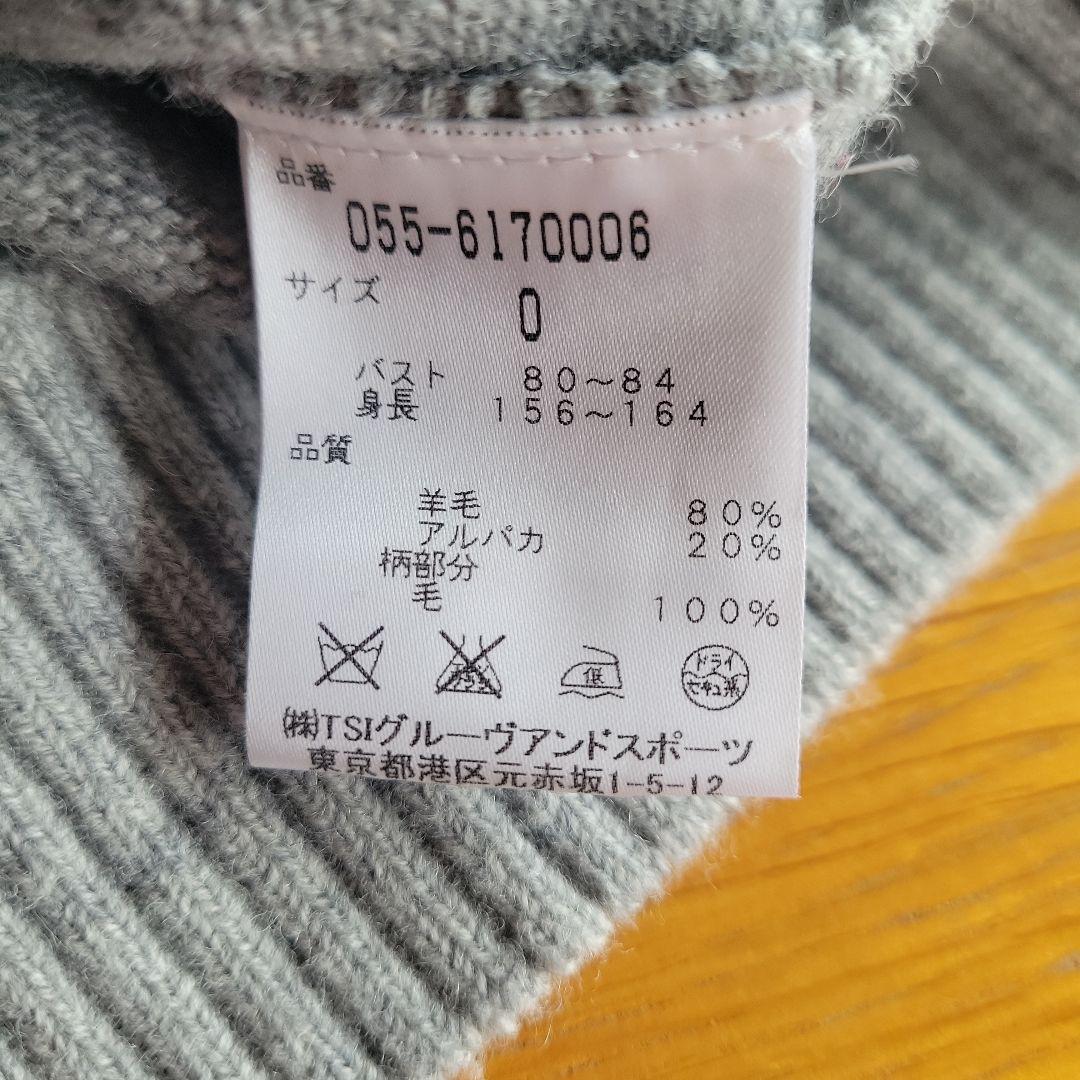 品番
055-6170006
サイズ
0
バスト 80～84
身長 156～164
品質
羊毛 80%
アルパカ 20%
柄部分
毛 100%
低
ドライ
セキユ系
㈱TSIグルーヴアンドスポーツ
東京都港区元赤坂1-5-12